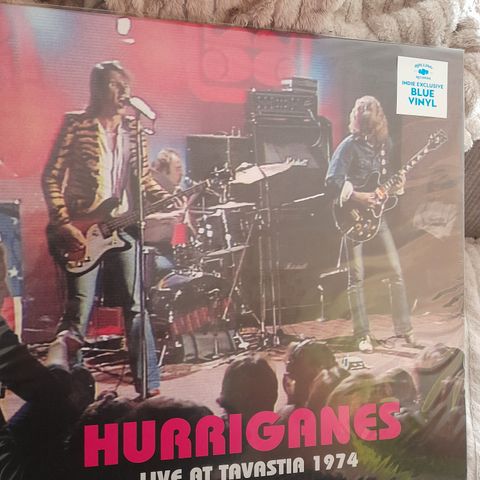 INDIE EXCLUSIVE
BLUE
VINYL
HURRIGANES
LIVE AT TAVASTIA 1974